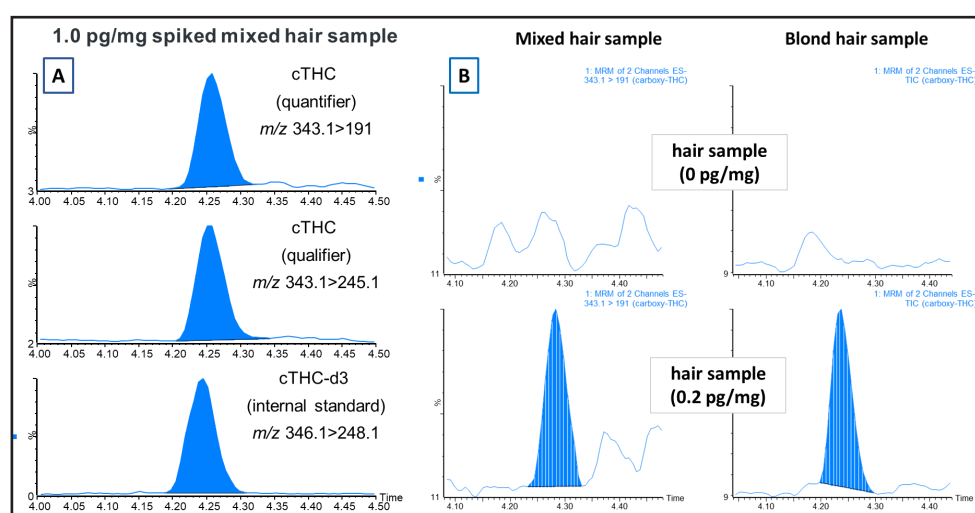 1.0 pg/mg spiked mixed hair sample
A
cTHC
(quantifier)
m/z 343.1>191
%
3
4.00 4.05 4.10 4.15 4.20 4.25 4.30 4.35 4.40 4.45 4.50
cTHC
(qualifier)
m/z 343.1>245.1
%
2
4.00 4.05 4.10 4.15 4.20 4.25 4.30 4.35 4.40 4.45 4.50
cTHC-d3
(internal standard)
m/z 346.1>248.1
%
0
Time
4.00 4.05 4.10 4.15 4.20 4.25 4.30 4.35 4.40 4.45 4.50
B
Mixed hair sample
Blond hair sample
1: MRM of 2 Channels ES-
343.1 > 191 (carboxy-THC)
1: MRM of 2 Channels ES-
TIC (carboxy-THC)
hair sample
(0 pg/mg)
%
11
4.10 4.20 4.30 4.40
9
4.10 4.20 4.30 4.40
1: MRM of 2 Channels ES-
343.1 > 191 (carboxy-THC)
1: MRM of 2 Channels ES-
TIC (carboxy-THC)
hair sample
(0.2 pg/mg)
%
11
Time
4.10 4.20 4.30 4.40
9
Time
4.10 4.20 4.30 4.40